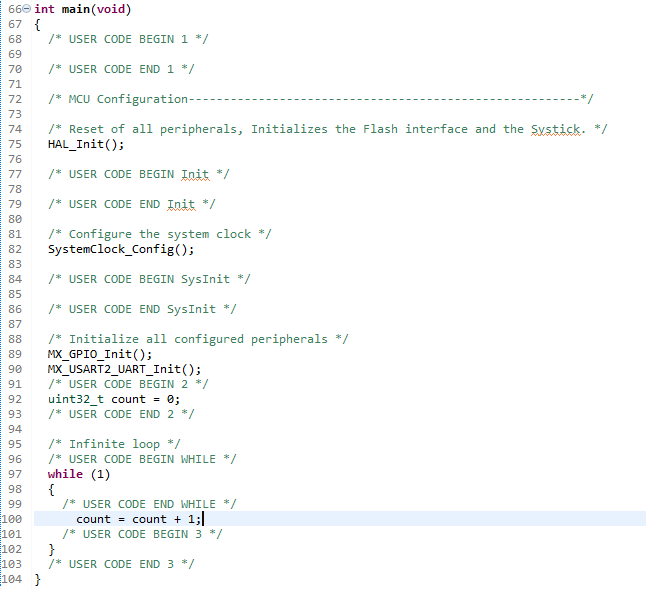 66 int main(void)
67 {
68 /* USER CODE BEGIN 1 */
69
70 /* USER CODE END 1 */
71
72 /* MCU Configuration--------------------------------------------------------*/
73
74 /* Reset of all peripherals, Initializes the Flash interface and the Systick. */
75 HAL_Init();
76
77 /* USER CODE BEGIN Init */
78
79 /* USER CODE END Init */
80
81 /* Configure the system clock */
82 SystemClock_Config();
83
84 /* USER CODE BEGIN SysInit */
85
86 /* USER CODE END SysInit */
87
88 /* Initialize all configured peripherals */
89 MX_GPIO_Init();
90 MX_USART2_UART_Init();
91 /* USER CODE BEGIN 2 */
92 uint32_t count = 0;
93 /* USER CODE END 2 */
94
95 /* Infinite loop */
96 /* USER CODE BEGIN WHILE */
97 while (1)
98 {
99 /* USER CODE END WHILE */
100 count = count + 1;
101 /* USER CODE BEGIN 3 */
102 }
103 /* USER CODE END 3 */
104 }